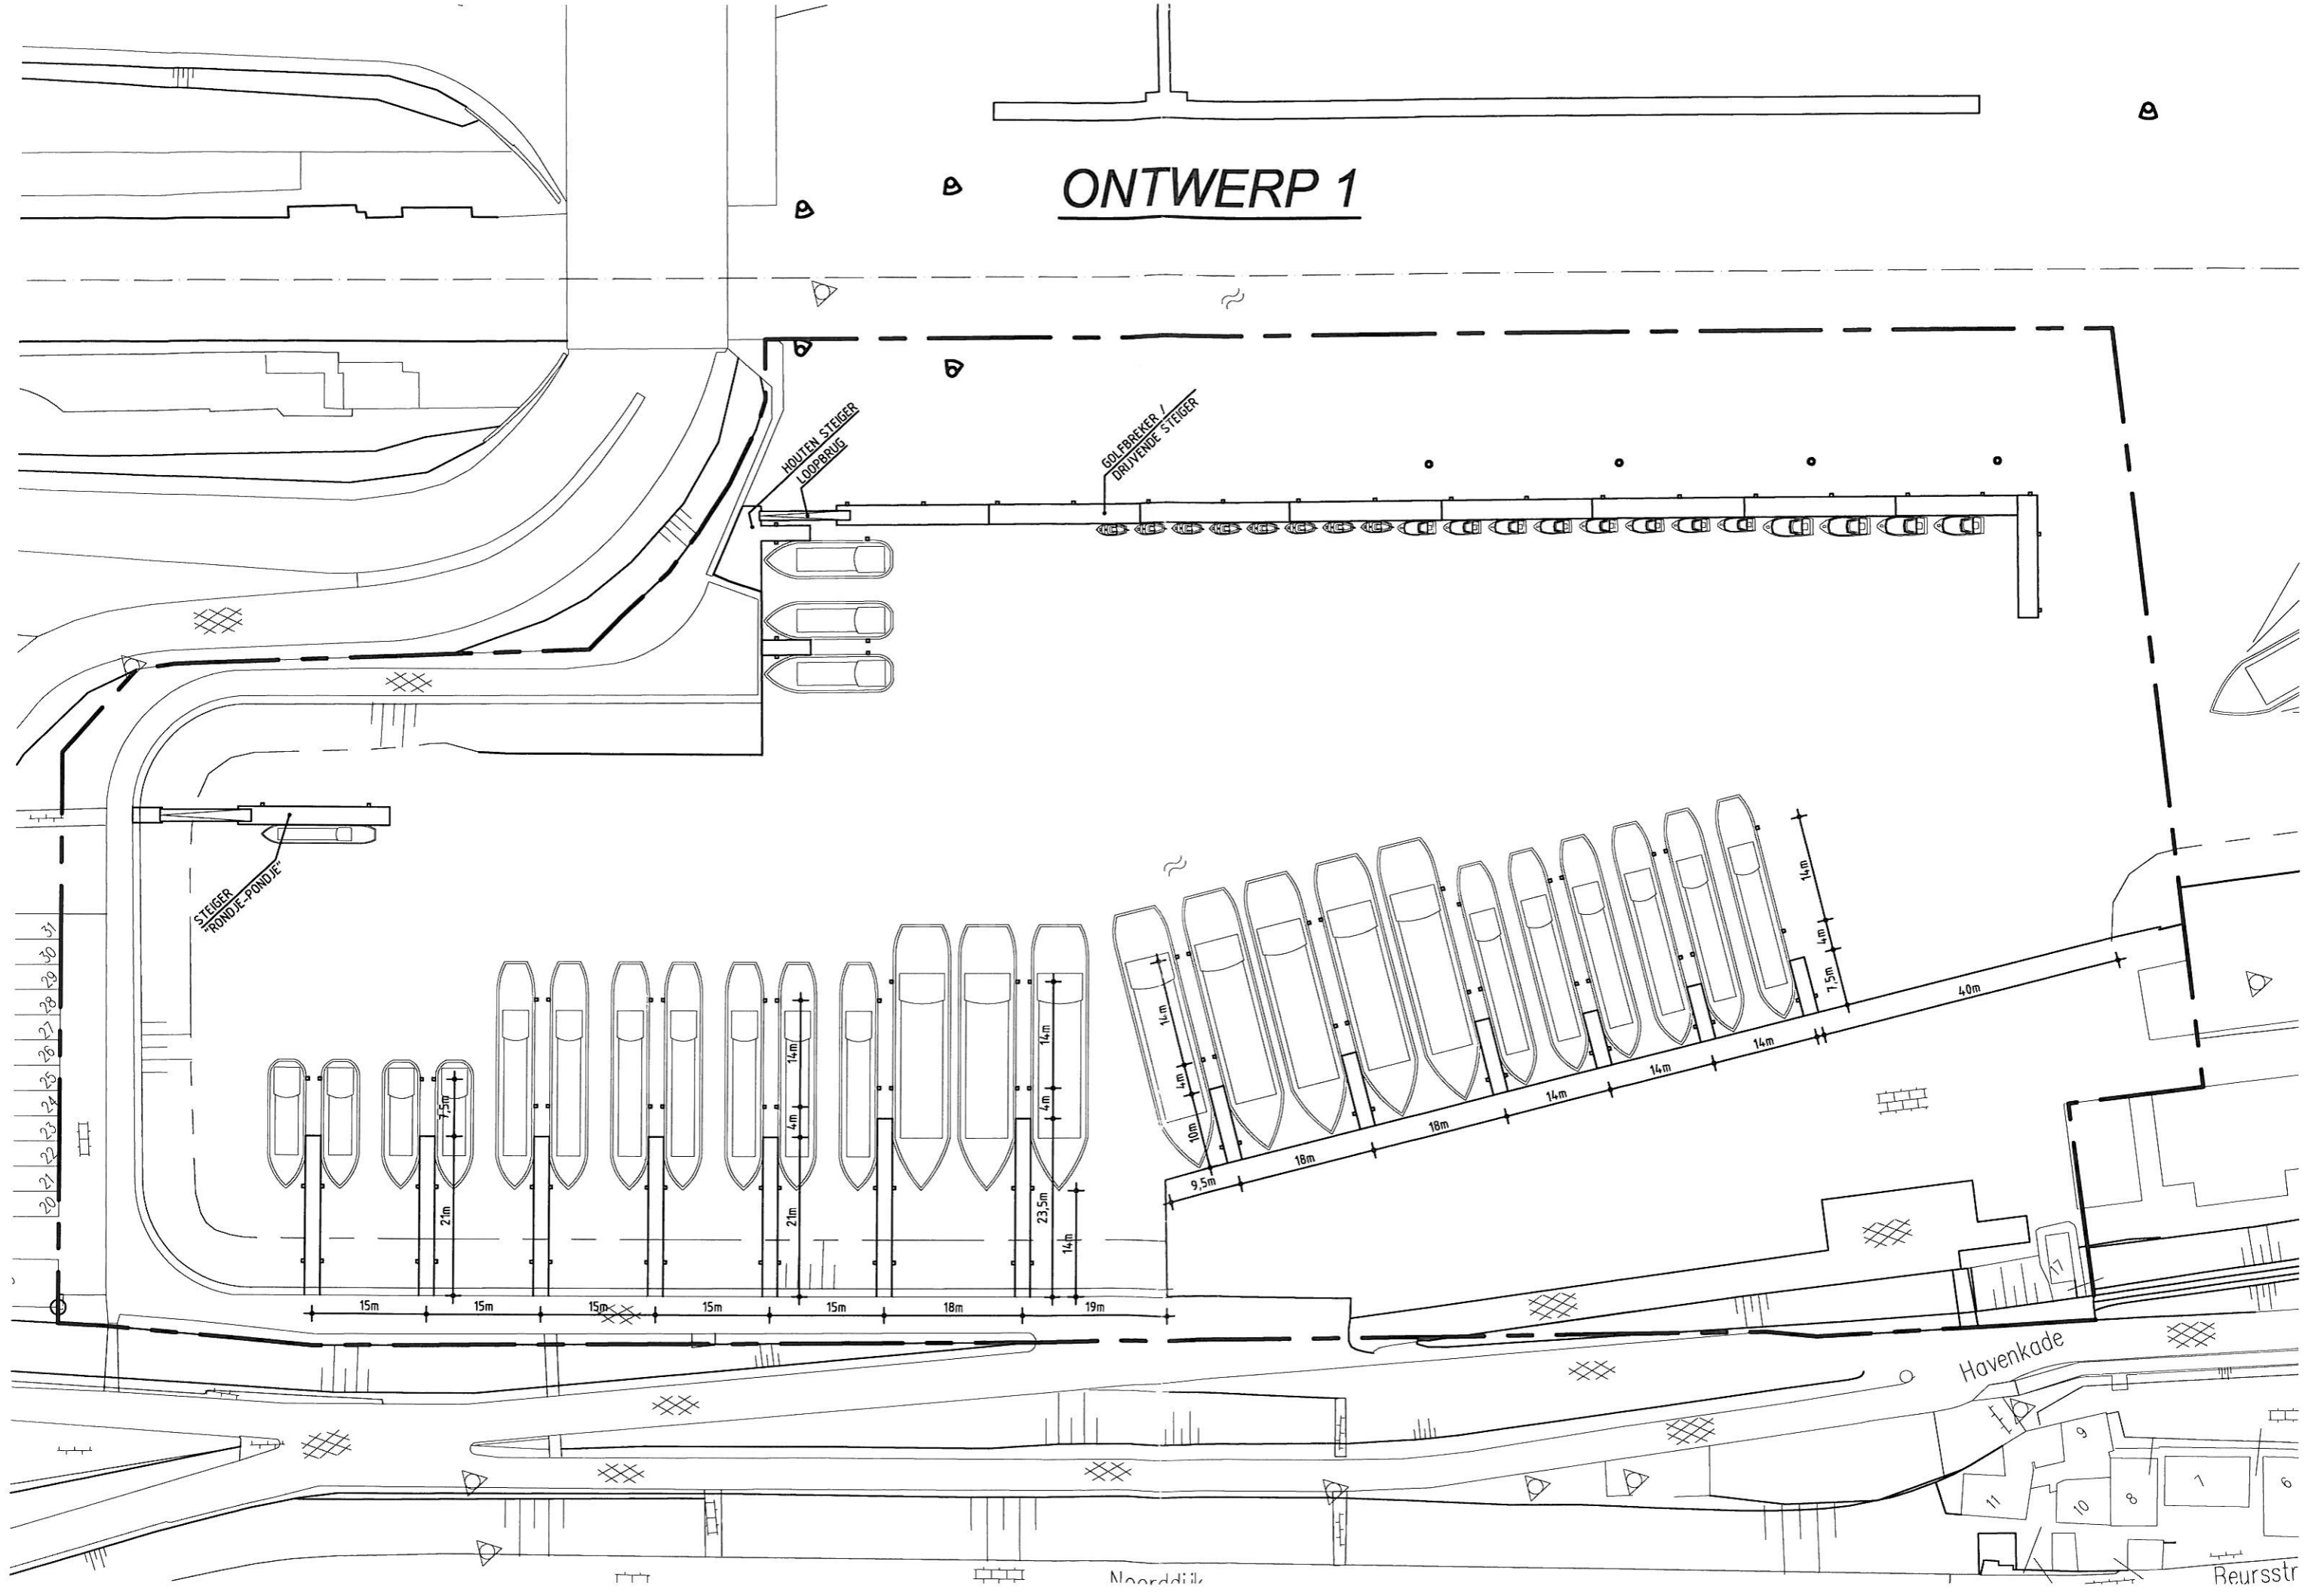 ONTWERP 1
HOUTEN STEIGER
LOOPBRUG
GOLFBREKER /
DRIJVENDE STEIGER
STEIGER
"RONDJE-PONDJE"
31
30
29
28
27
26
25
24
23
22
21
20
7,5m
21m
14m
4m
21m
14m
4m
23,5m
14m
15m
15m
15m
15m
15m
18m
19m
14m
4m
10m
9,5m
18m
18m
14m
14m
14m
40m
14m
4m
7,5m
17
Havenkade
9
11
10
8
7
6
Noorddijk
Beursstr